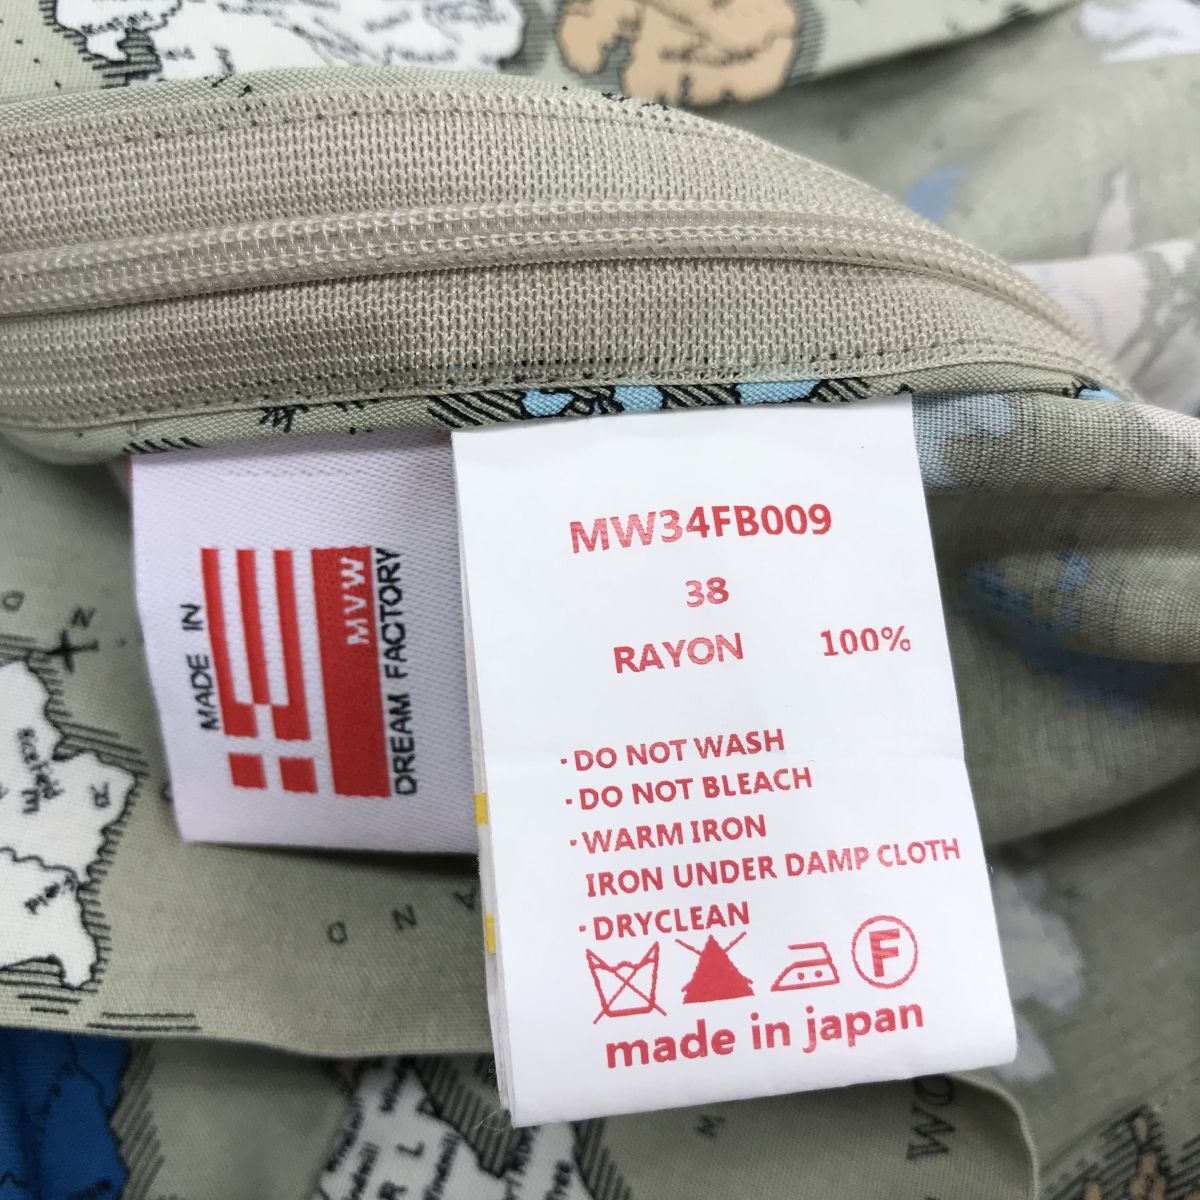 MADE IN
MVW
DREAM FACTORY
MW34FB009
38
RAYON 100%
·DO NOT WASH
·DO NOT BLEACH
·WARM IRON
IRON UNDER DAMP CLOTH
·DRYCLEAN
F
made in japan